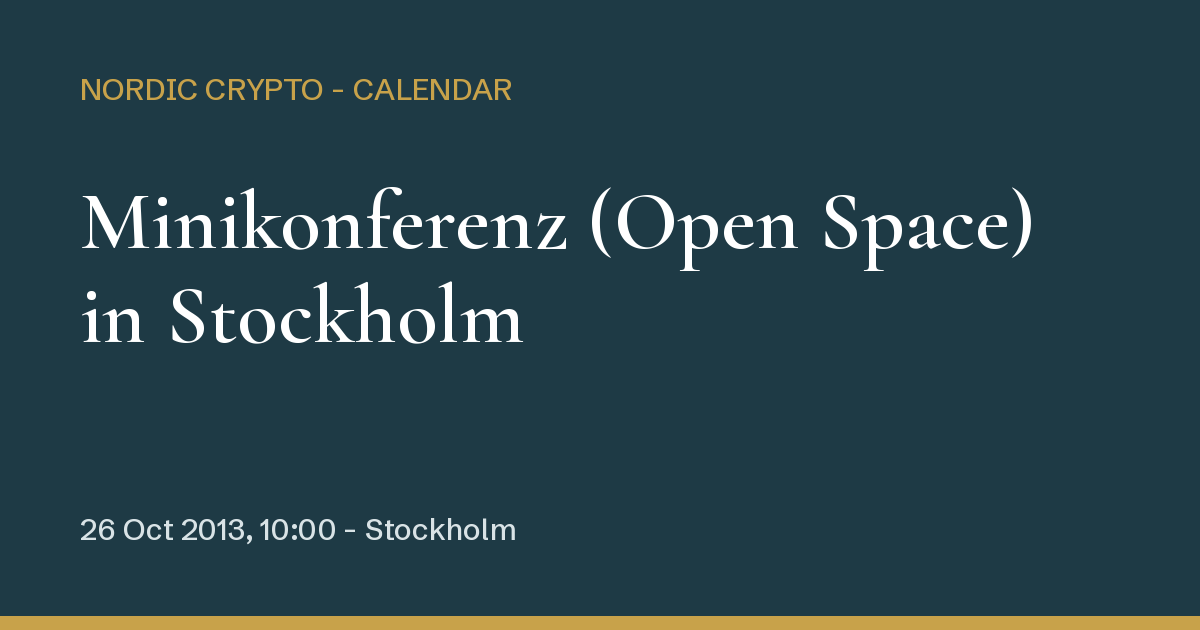 NORDIC CRYPTO - CALENDAR
Minikonferenz (Open Space)
in Stockholm
26 Oct 2013, 10:00 - Stockholm